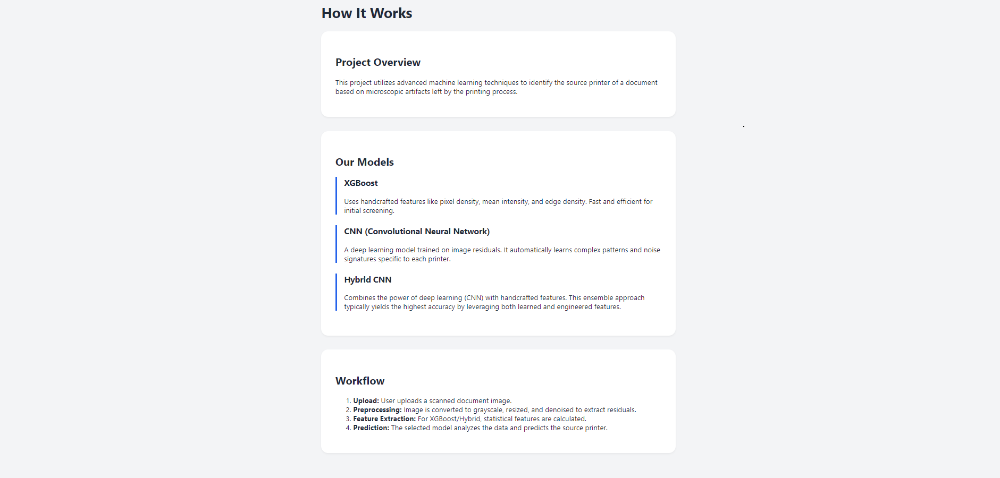 How It Works
Project Overview
This project utilizes advanced machine learning techniques to identify the source printer of a document
based on microscopic artifacts left by the printing process.
Our Models
XGBoost
Uses handcrafted features like pixel density, mean intensity, and edge density. Fast and efficient for
initial screening.
CNN (Convolutional Neural Network)
A deep learning model trained on image residuals. It automatically learns complex patterns and noise
signatures specific to each printer.
Hybrid CNN
Combines the power of deep learning (CNN) with handcrafted features. This ensemble approach
typically yields the highest accuracy by leveraging both learned and engineered features.
Workflow
1. Upload: User uploads a scanned document image.
2. Preprocessing: Image is converted to grayscale, resized, and denoised to extract residuals.
3. Feature Extraction: For XGBoost/Hybrid, statistical features are calculated.
4. Prediction: The selected model analyzes the data and predicts the source printer.